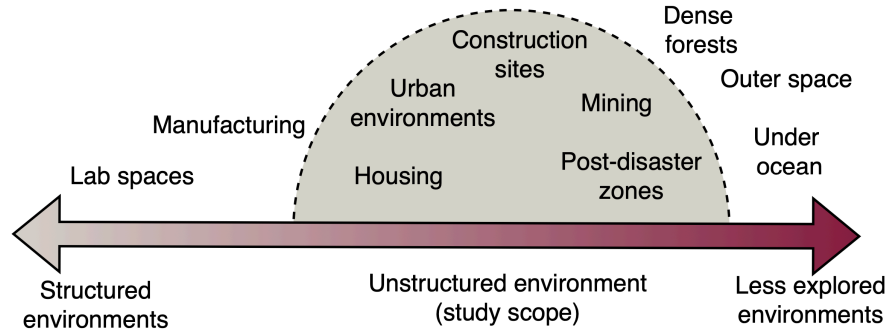 Dense
forests
Construction
sites
Outer space
Urban
environments
Mining
Manufacturing
Under
ocean
Post-disaster
zones
Lab spaces
Housing
Structured
environments
Unstructured environment
(study scope)
Less explored
environments